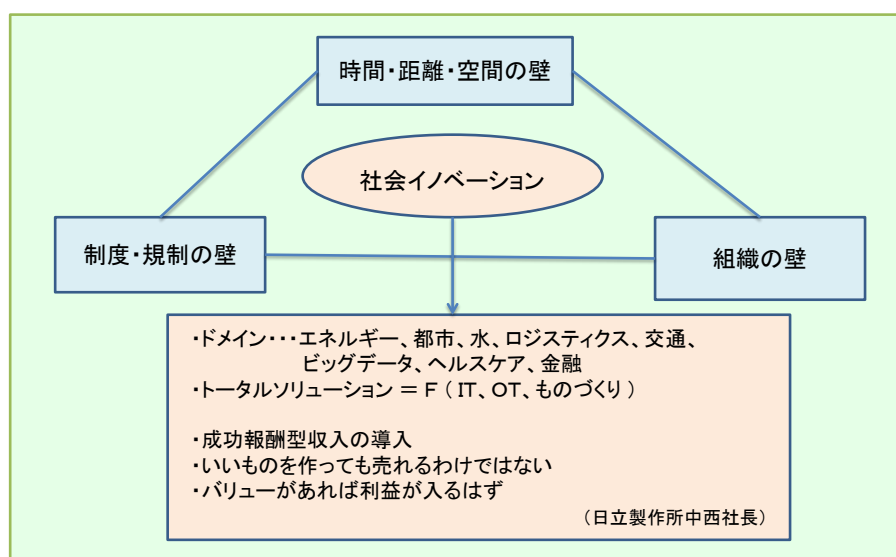 時間・距離・空間の壁
社会イノベーション
制度・規制の壁
組織の壁
・ドメイン・・・エネルギー、都市、水、ロジスティクス、交通、
ビッグデータ、ヘルスケア、金融
・トータルソリューション ＝ F ( IT、OT、ものづくり )
・成功報酬型収入の導入
・いいものを作っても売れるわけではない
・バリューがあれば利益が入るはず
（日立製作所中西社長）